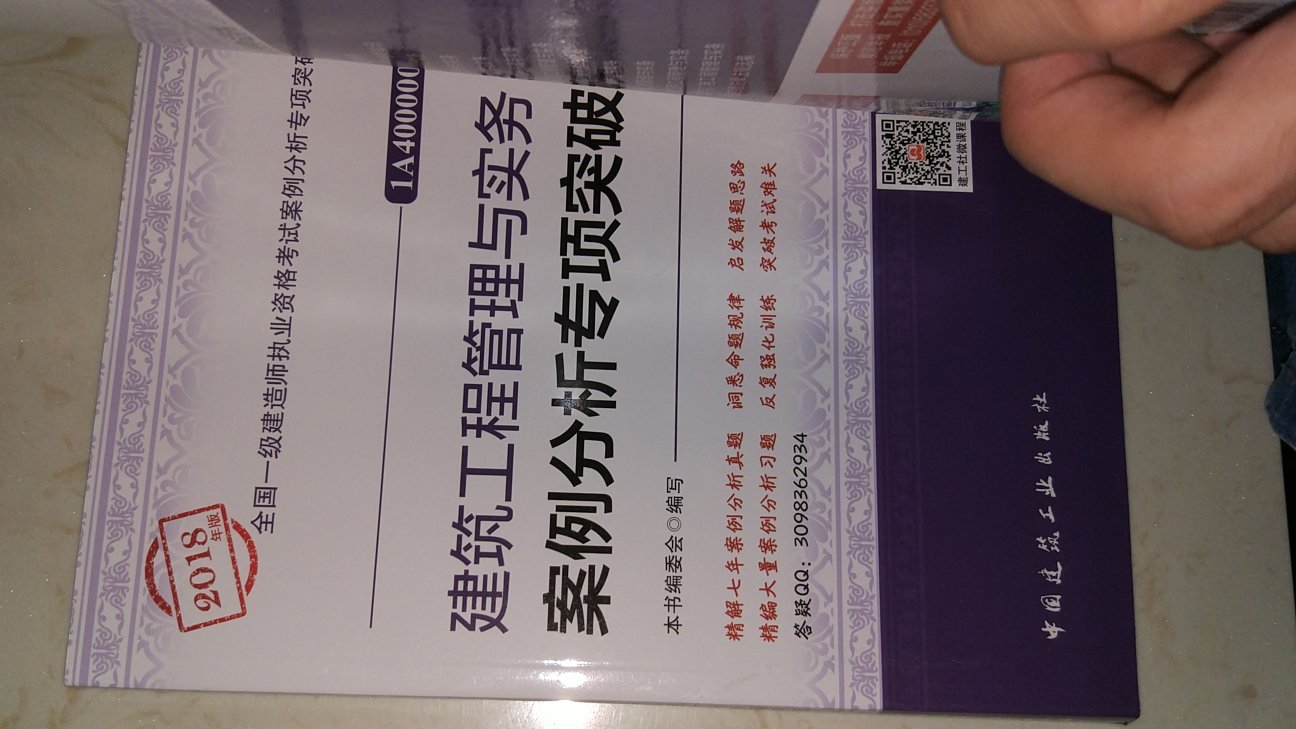 2018
年版
全国一级建造师执业资格考试案例分析专项突破
1A400000
建筑工程管理与实务
案例分析专项突破
本书编委会◎编写
精解七年案例分析真题 洞悉命题规律 启发解题思路
精编大量案例分析习题 反复强化训练 突破考试难关
答疑QQ：3098362934
建工社微课程
中国建筑工业出版社